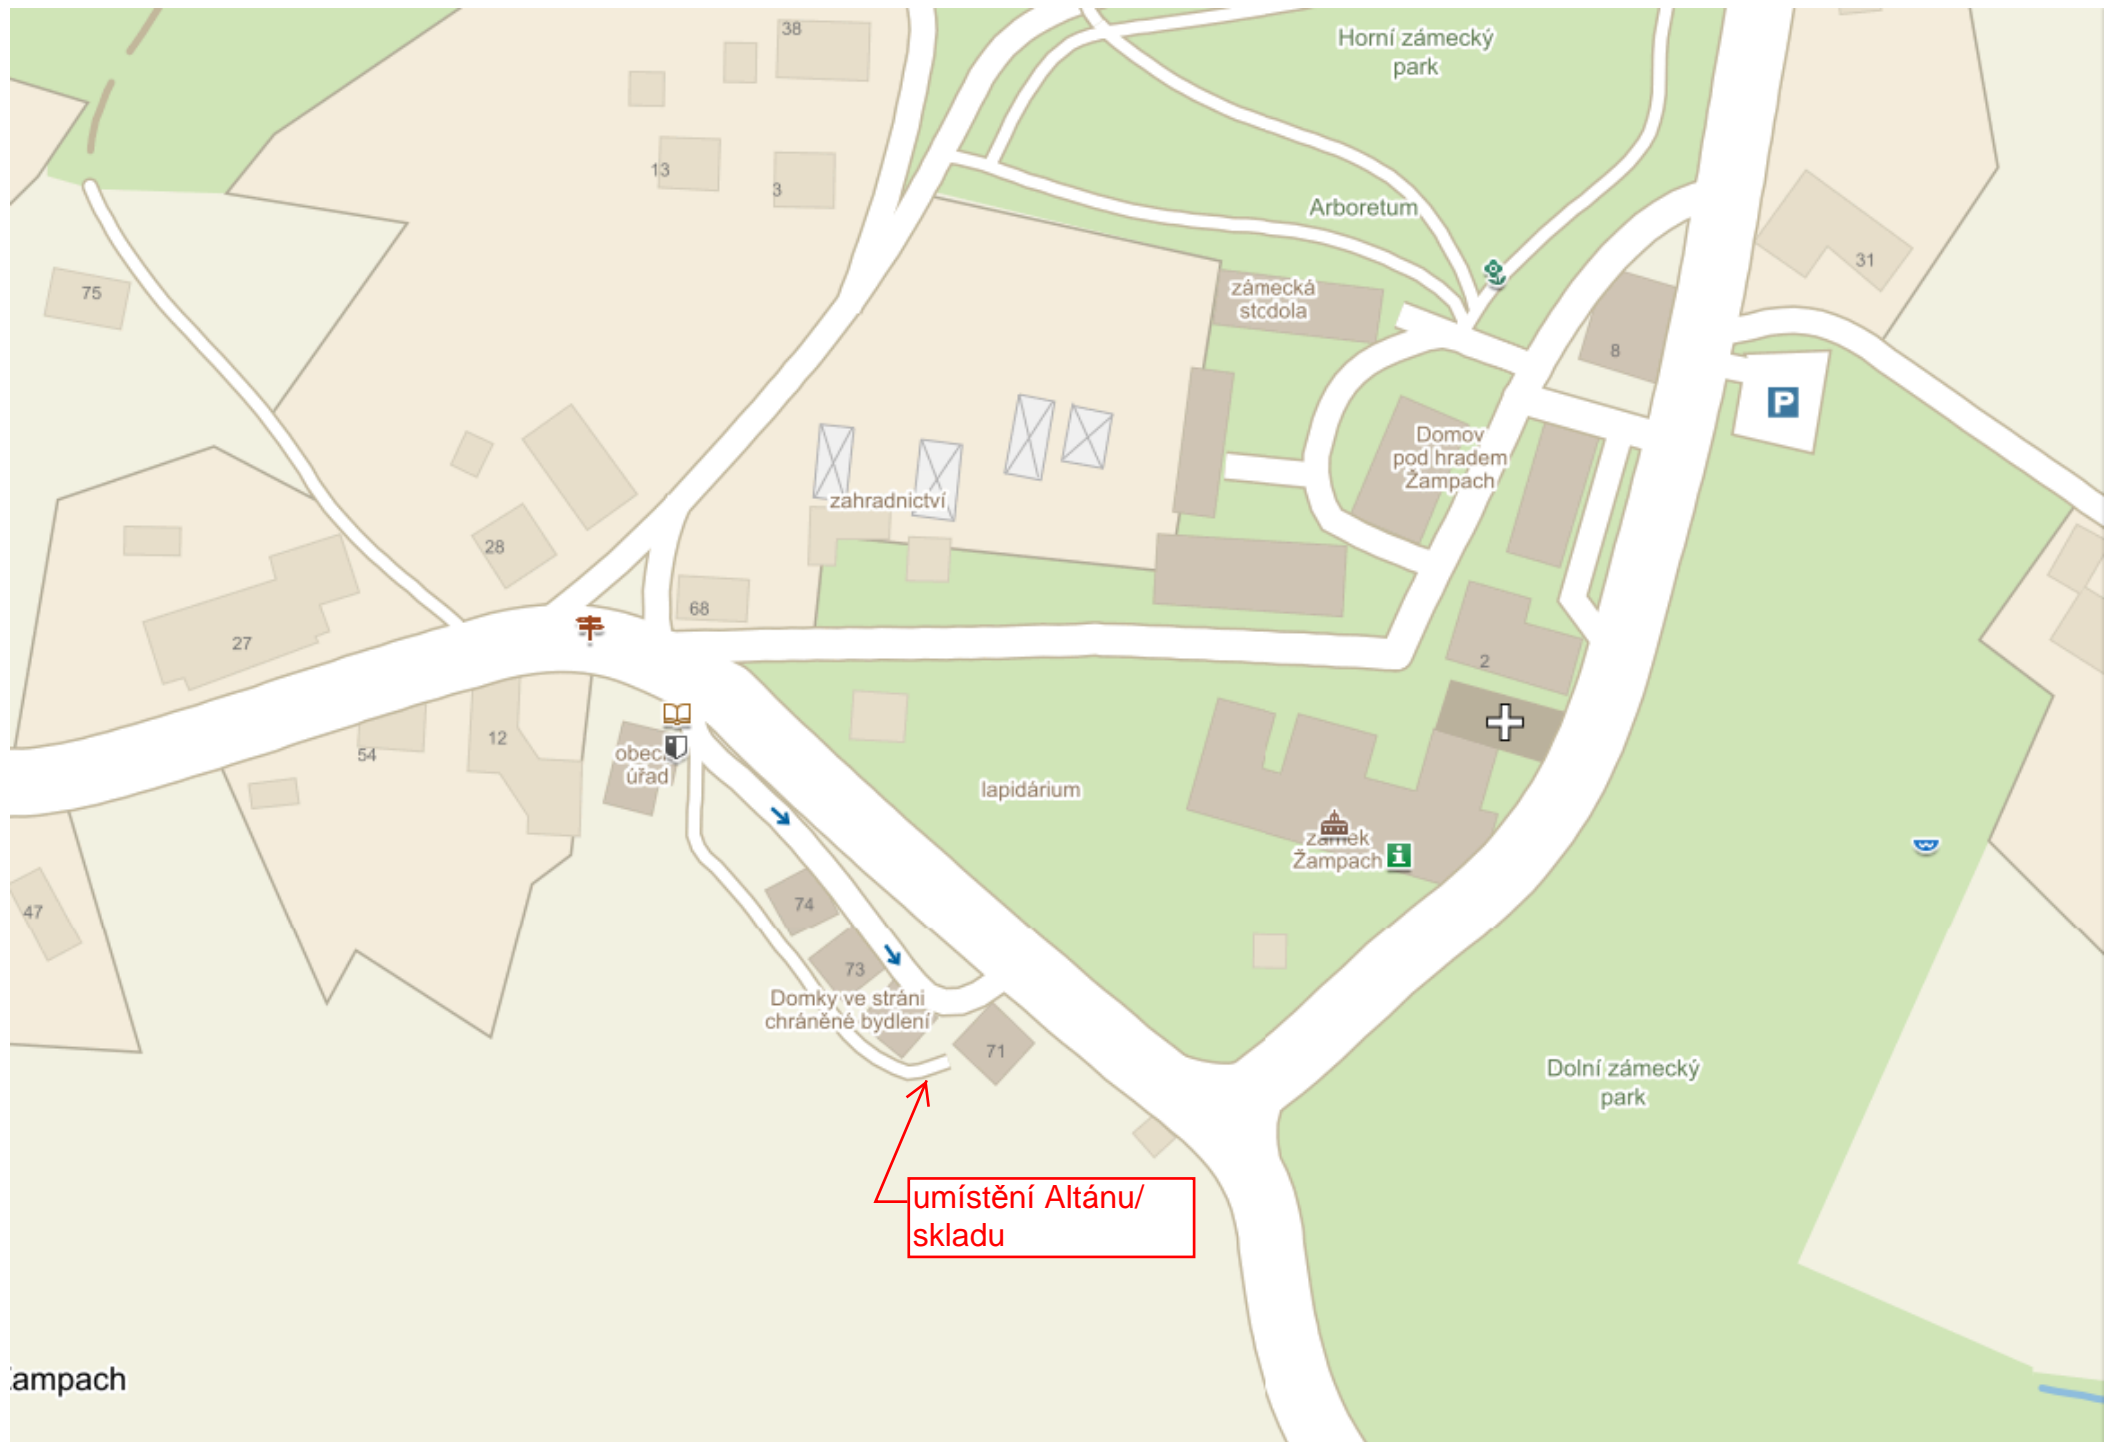 38
Horní zámecký
park
13
3
Arboretum
31
75
zámecká
stodola
8
P
Domov
pod hradem
Žampach
zahradnictví
28
68
27
2
54
12
obec
úřad
lapidárium
zámek
Žampach
i
47
74
73
Domky ve stráni
chráněné bydlení
71
Dolní zámecký
park
umístění Altánu/
skladu
ampach